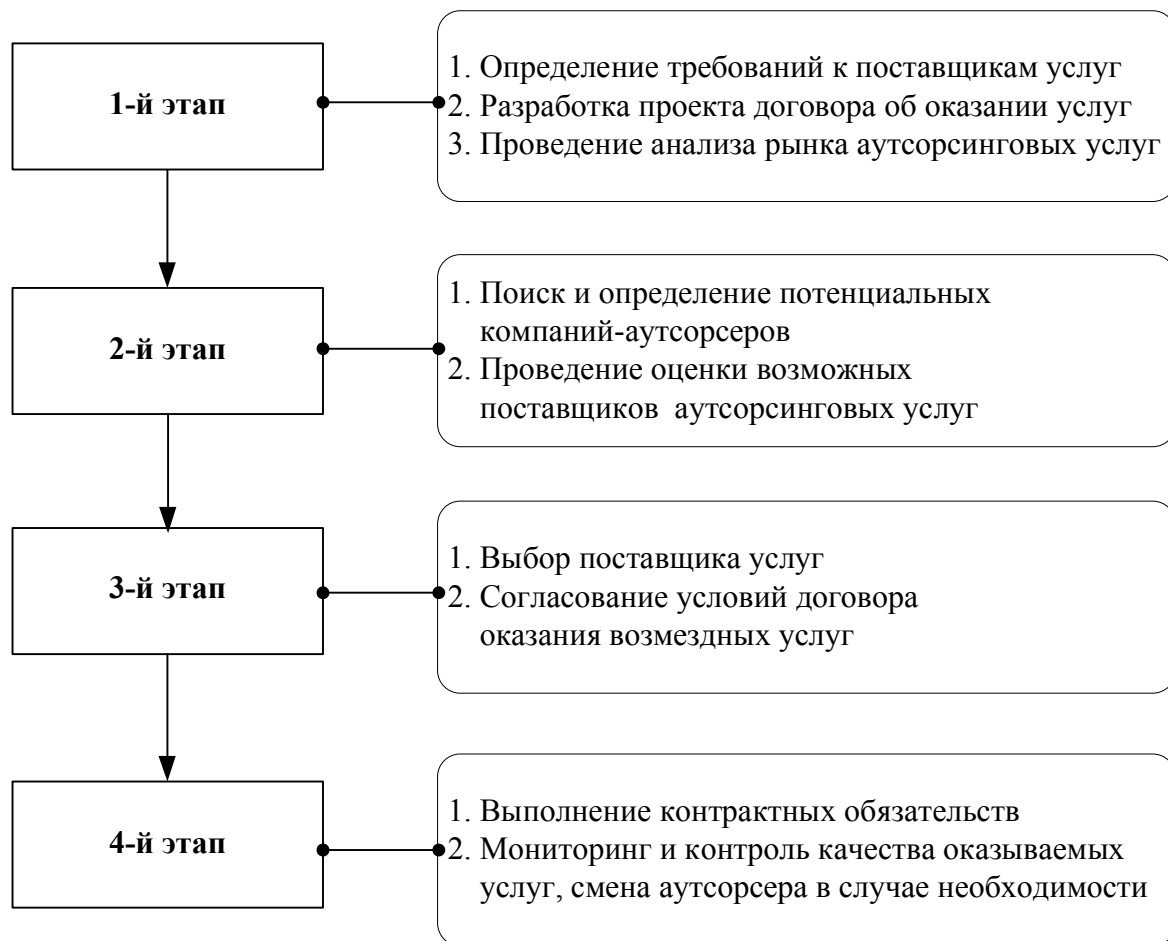 1-й этап
1. Определение требований к поставщикам услуг
2. Разработка проекта договора об оказании услуг
3. Проведение анализа рынка аутсорсинговых услуг
2-й этап
1. Поиск и определение потенциальных
компаний-аутсорсеров
2. Проведение оценки возможных
поставщиков аутсорсинговых услуг
3-й этап
1. Выбор поставщика услуг
2. Согласование условий договора
оказания возмездных услуг
4-й этап
1. Выполнение контрактных обязательств
2. Мониторинг и контроль качества оказываемых
услуг, смена аутсорсера в случае необходимости